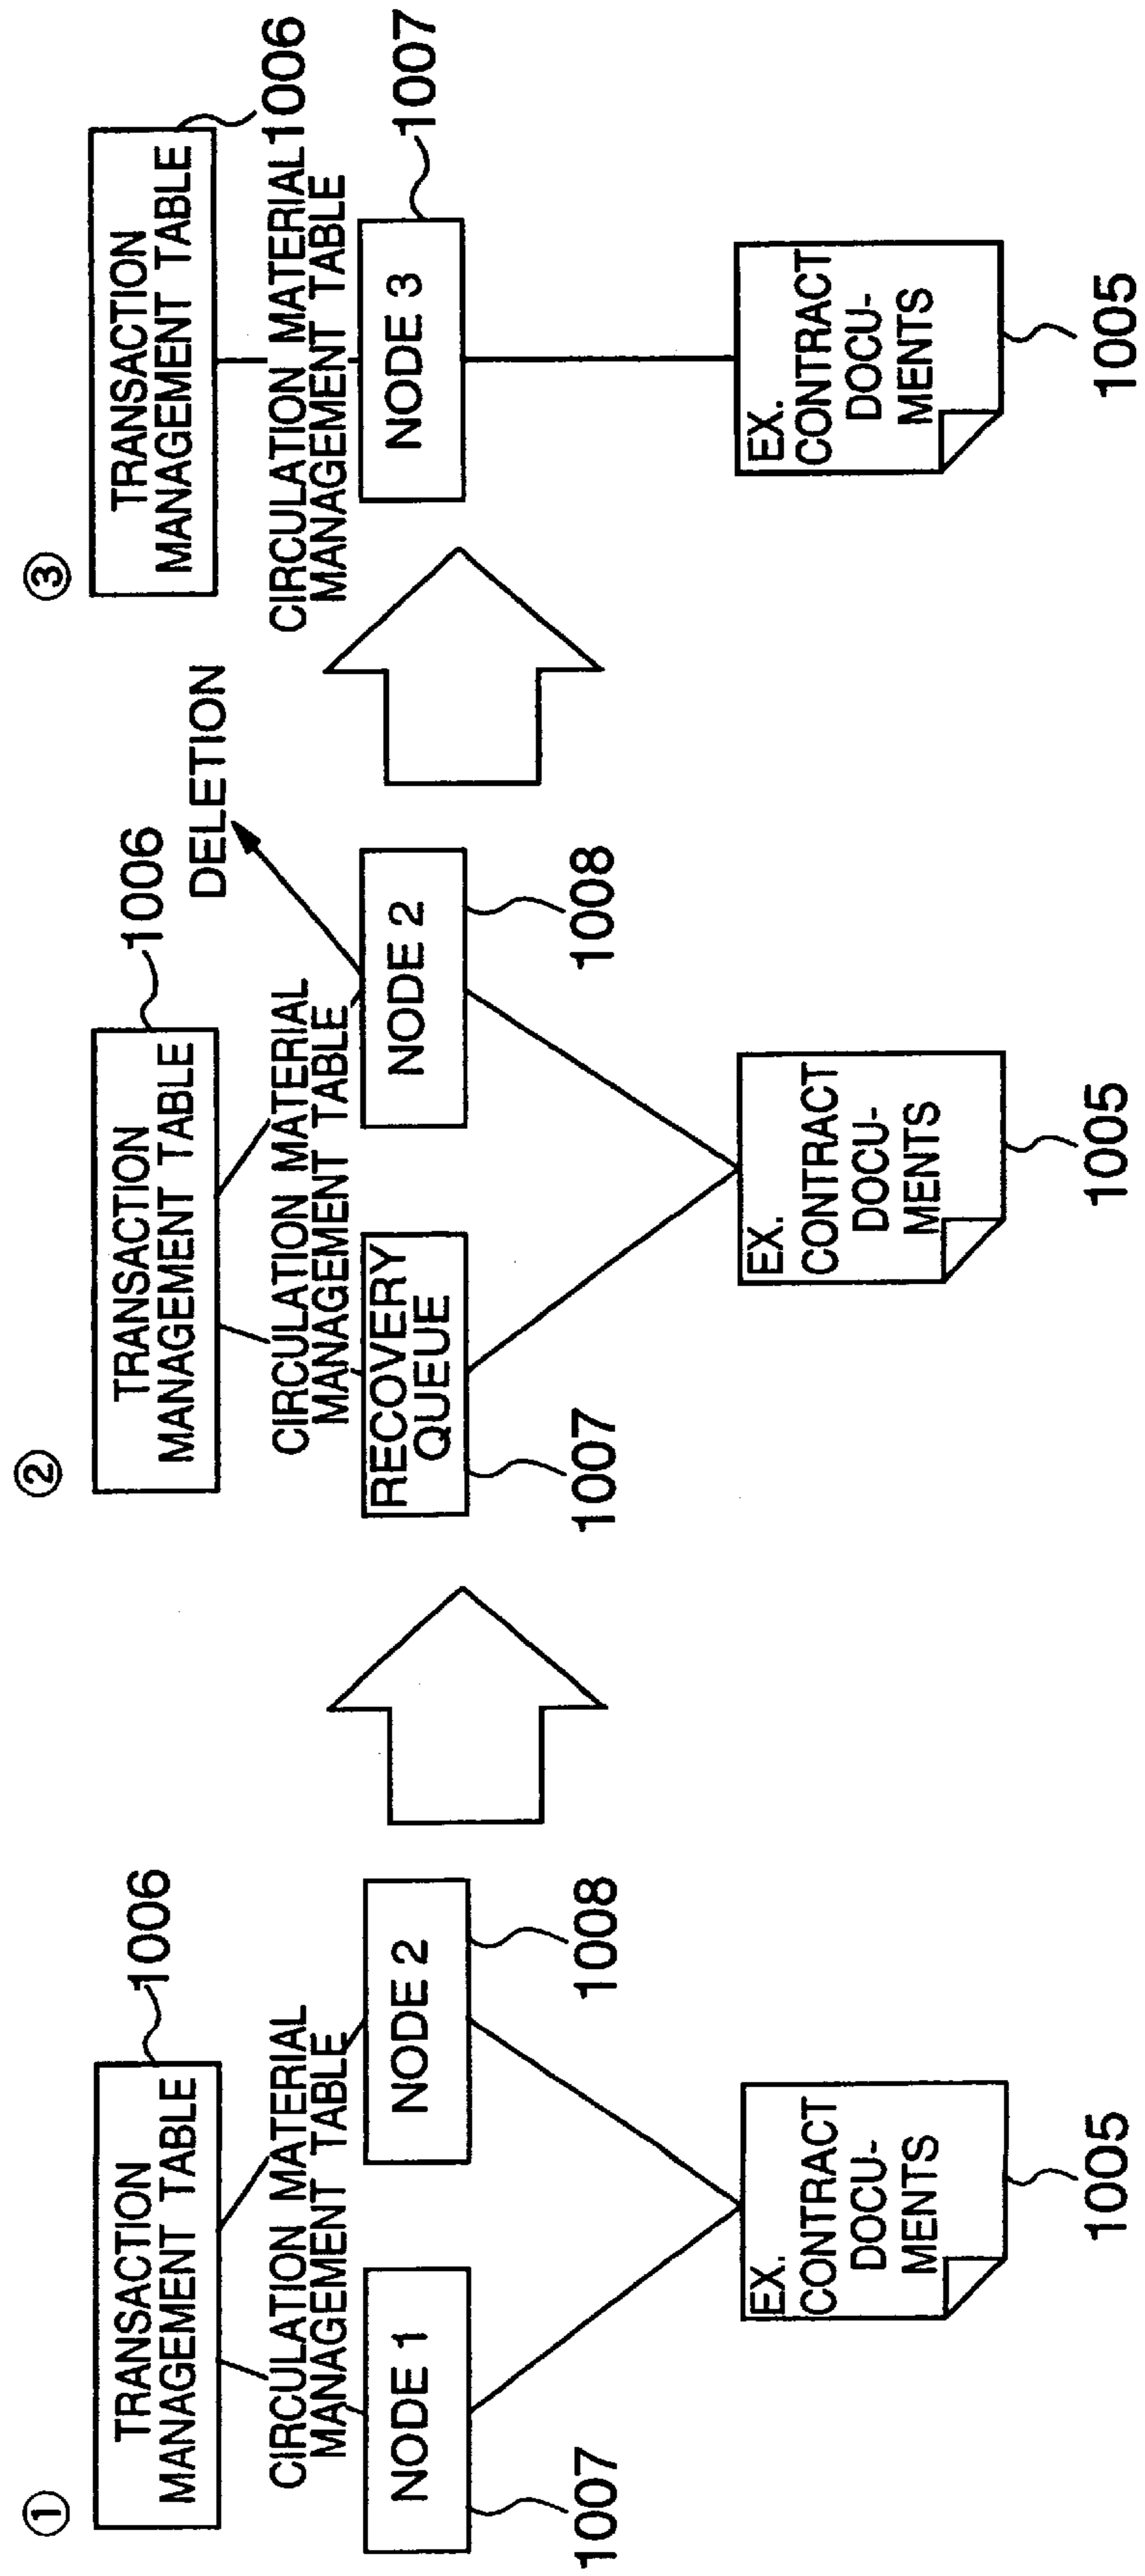 ①
TRANSACTION
MANAGEMENT TABLE
1006
CIRCULATION MATERIAL
MANAGEMENT TABLE
NODE 1
1007
NODE 2
1008
EX.
CONTRACT
DOCU-
MENTS
1005
②
TRANSACTION
MANAGEMENT TABLE
1006
DELETION
CIRCULATION MATERIAL
MANAGEMENT TABLE
RECOVERY
QUEUE
1007
NODE 2
1008
EX.
CONTRACT
DOCU-
MENTS
1005
③
TRANSACTION
MANAGEMENT TABLE
1006
CIRCULATION MATERIAL
MANAGEMENT TABLE
NODE 3
1007
EX.
CONTRACT
DOCU-
MENTS
1005